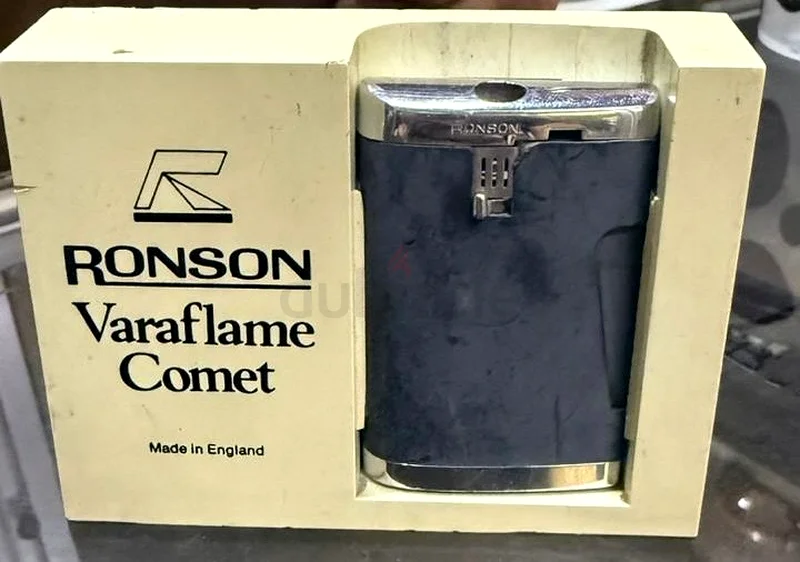 RONSON
Varaflame
Comet
Made in England
RONSON